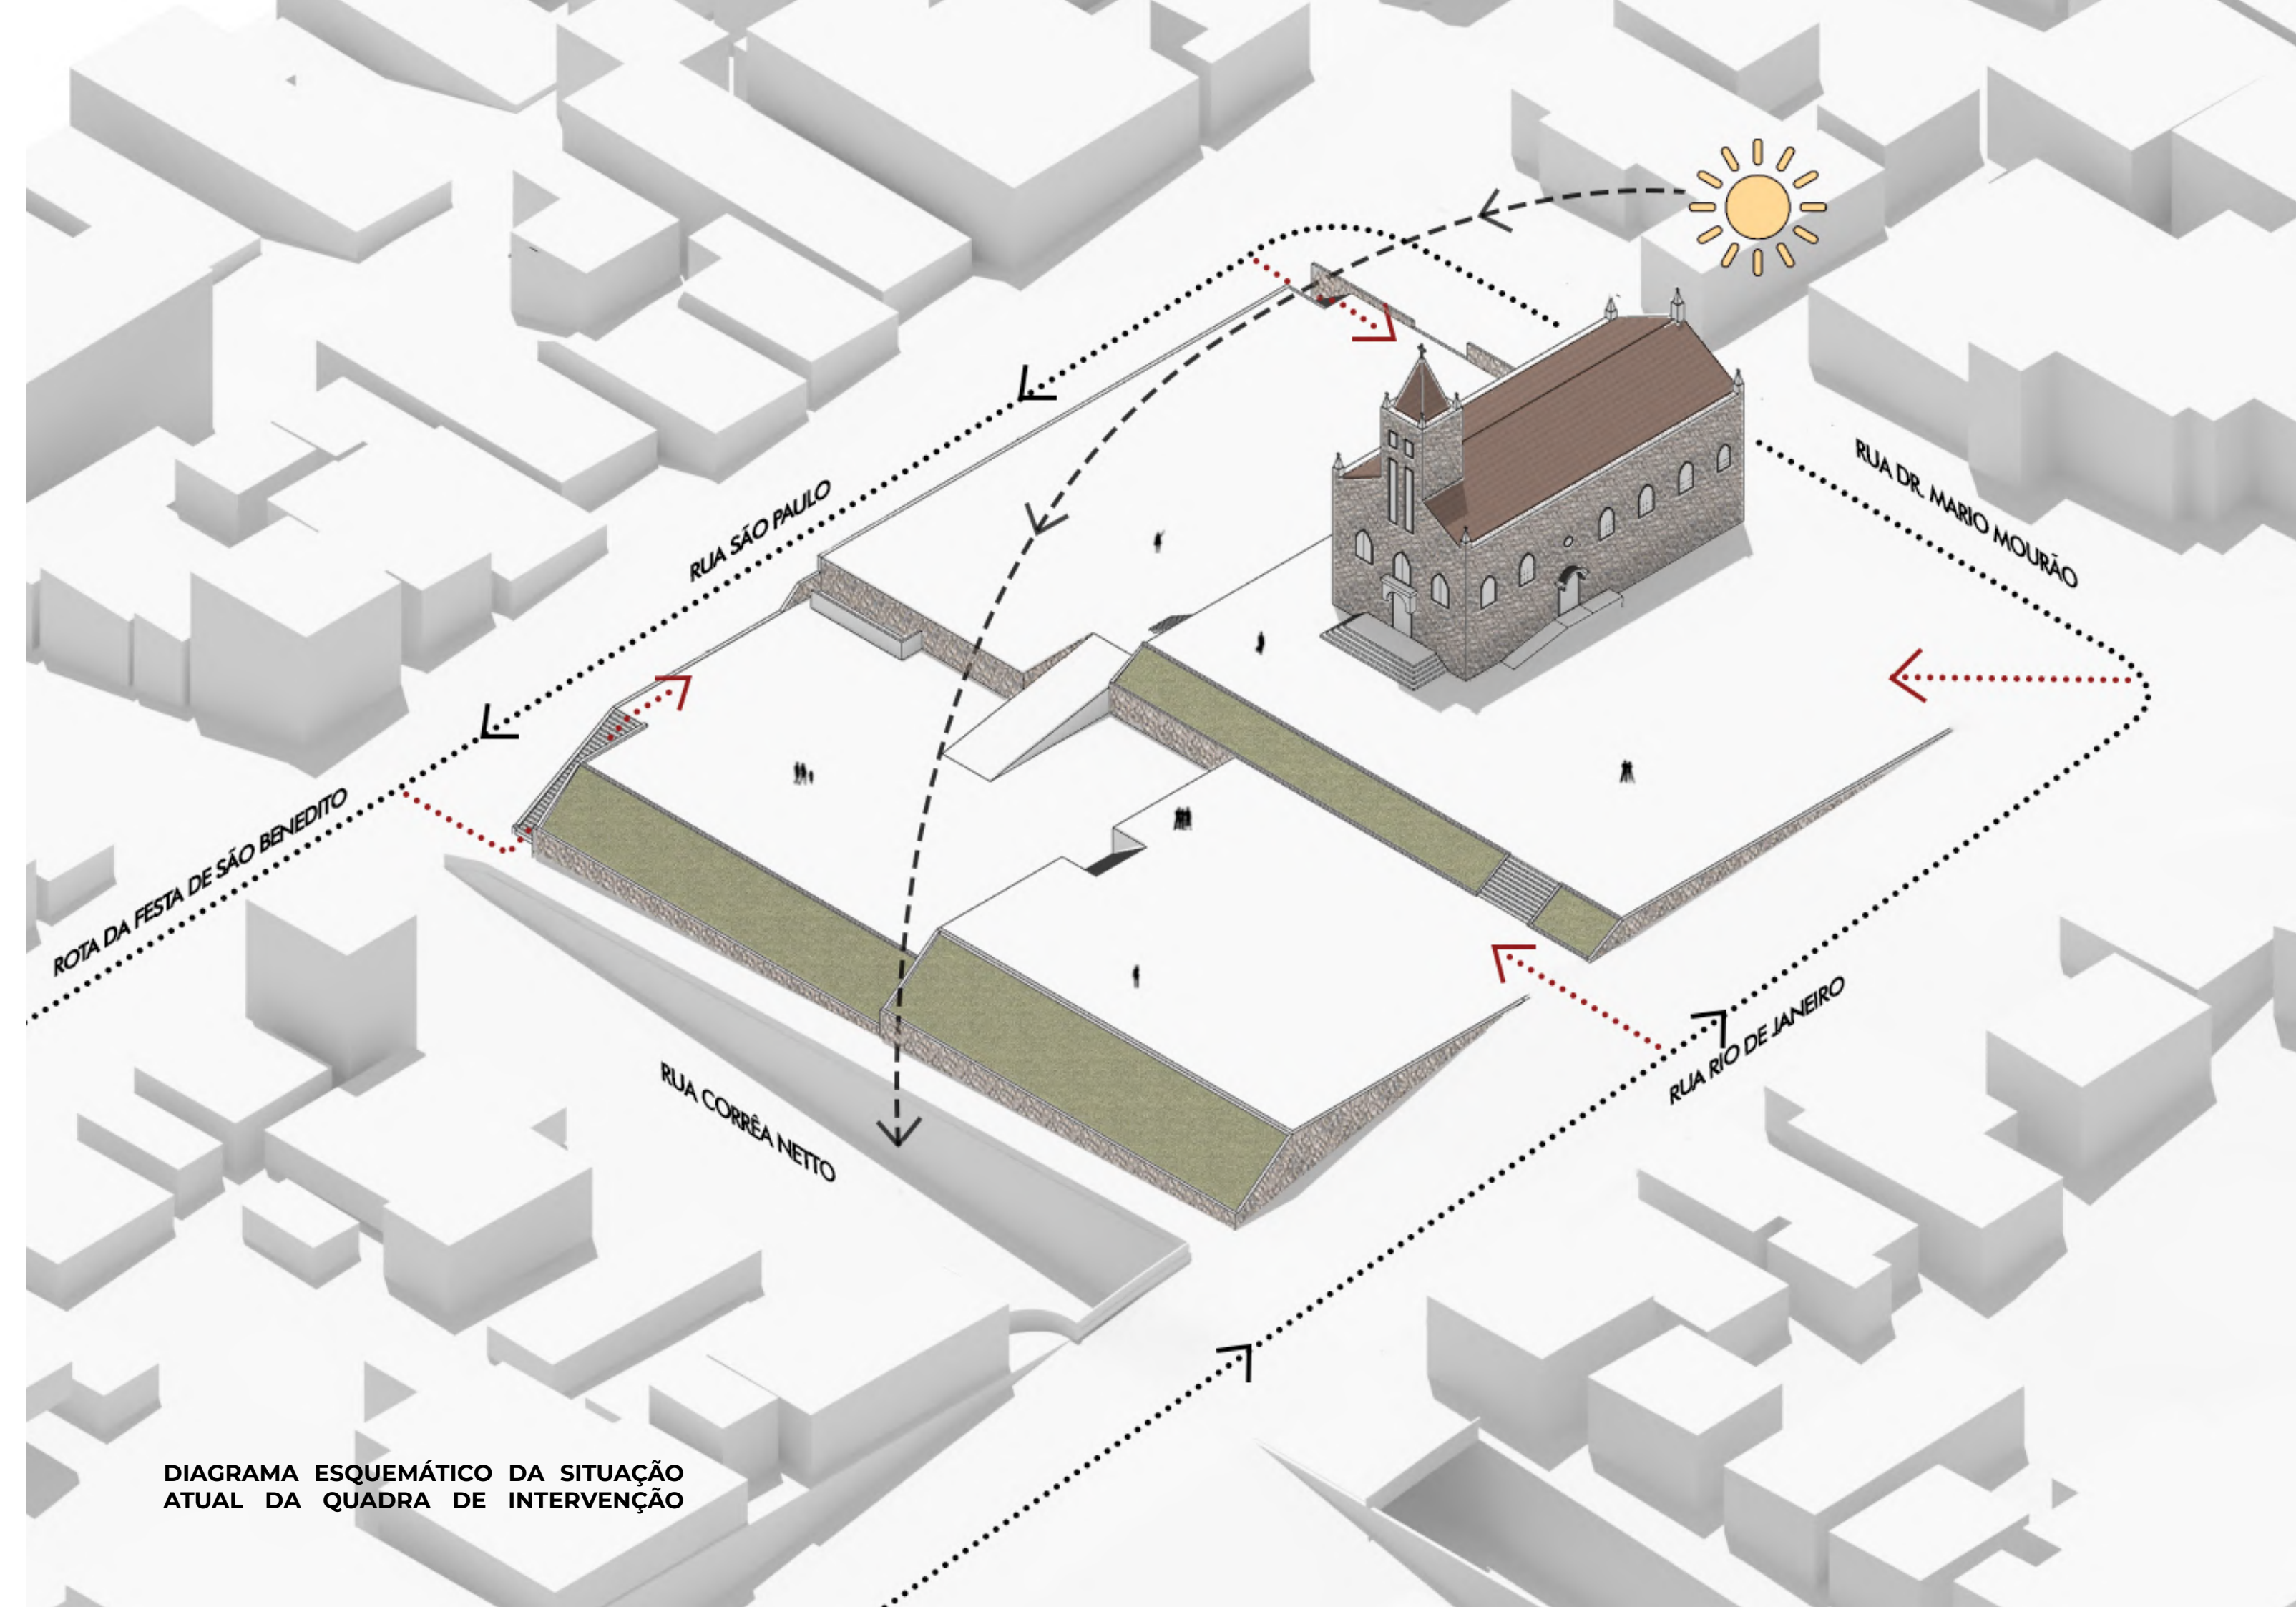 RUA SÃO PAULO
RUA DR. MARIO MOURÃO
ROTA DA FESTA DE SÃO BENEDITO
RUA RIO DE JANEIRO
RUA CORRÊA NETTO
DIAGRAMA ESQUEMÁTICO DA SITUAÇÃO
ATUAL DA QUADRA DE INTERVENÇÃO